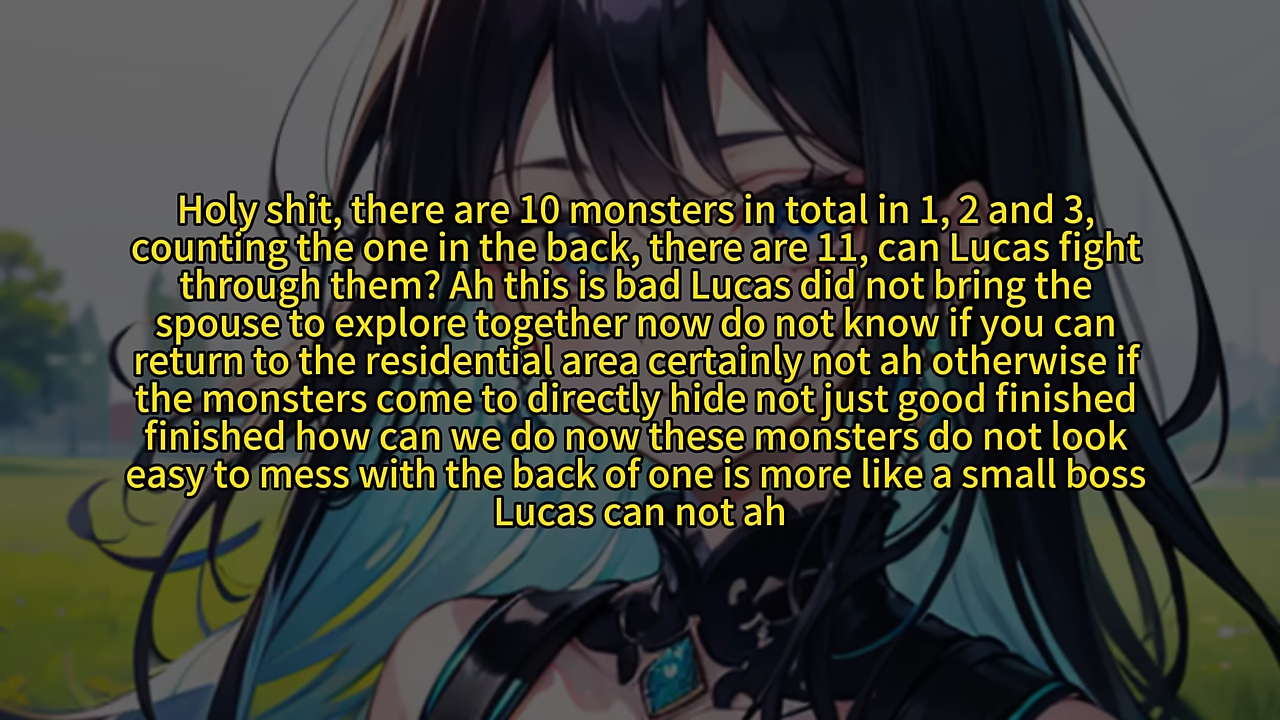 Holy shit, there are 10 monsters in total in 1, 2 and 3,
counting the one in the back, there are 11, can Lucas fight
through them? Ah this is bad Lucas did not bring the
spouse to explore together now do not know if you can
return to the residential area certainly not ah otherwise if
the monsters come to directly hide not just good finished
finished how can we do now these monsters do not look
easy to mess with the back of one is more like a small boss
Lucas can not ah